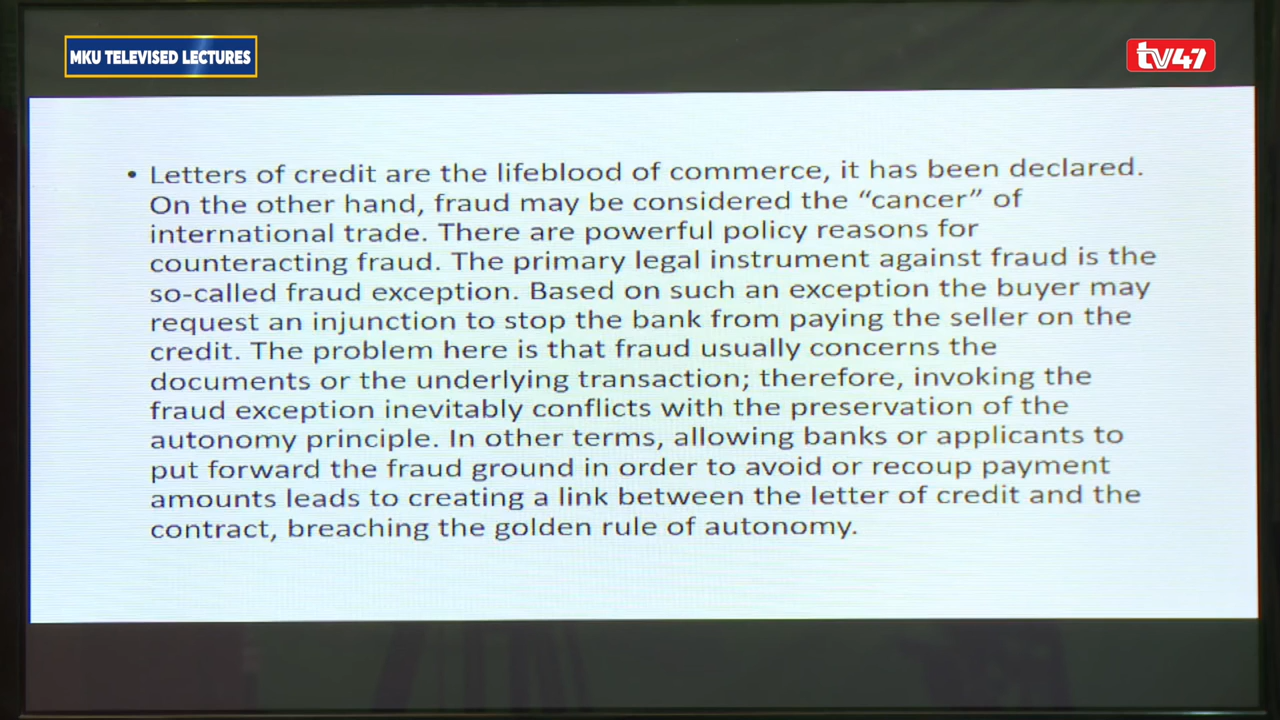 MKU TELEVISED LECTURES
tv47
• Letters of credit are the lifeblood of commerce, it has been declared.
On the other hand, fraud may be considered the “cancer” of
international trade. There are powerful policy reasons for
counteracting fraud. The primary legal instrument against fraud is the
so-called fraud exception. Based on such an exception the buyer may
request an injunction to stop the bank from paying the seller on the
credit. The problem here is that fraud usually concerns the
documents or the underlying transaction; therefore, invoking the
fraud exception inevitably conflicts with the preservation of the
autonomy principle. In other terms, allowing banks or applicants to
put forward the fraud ground in order to avoid or recoup payment
amounts leads to creating a link between the letter of credit and the
contract, breaching the golden rule of autonomy.